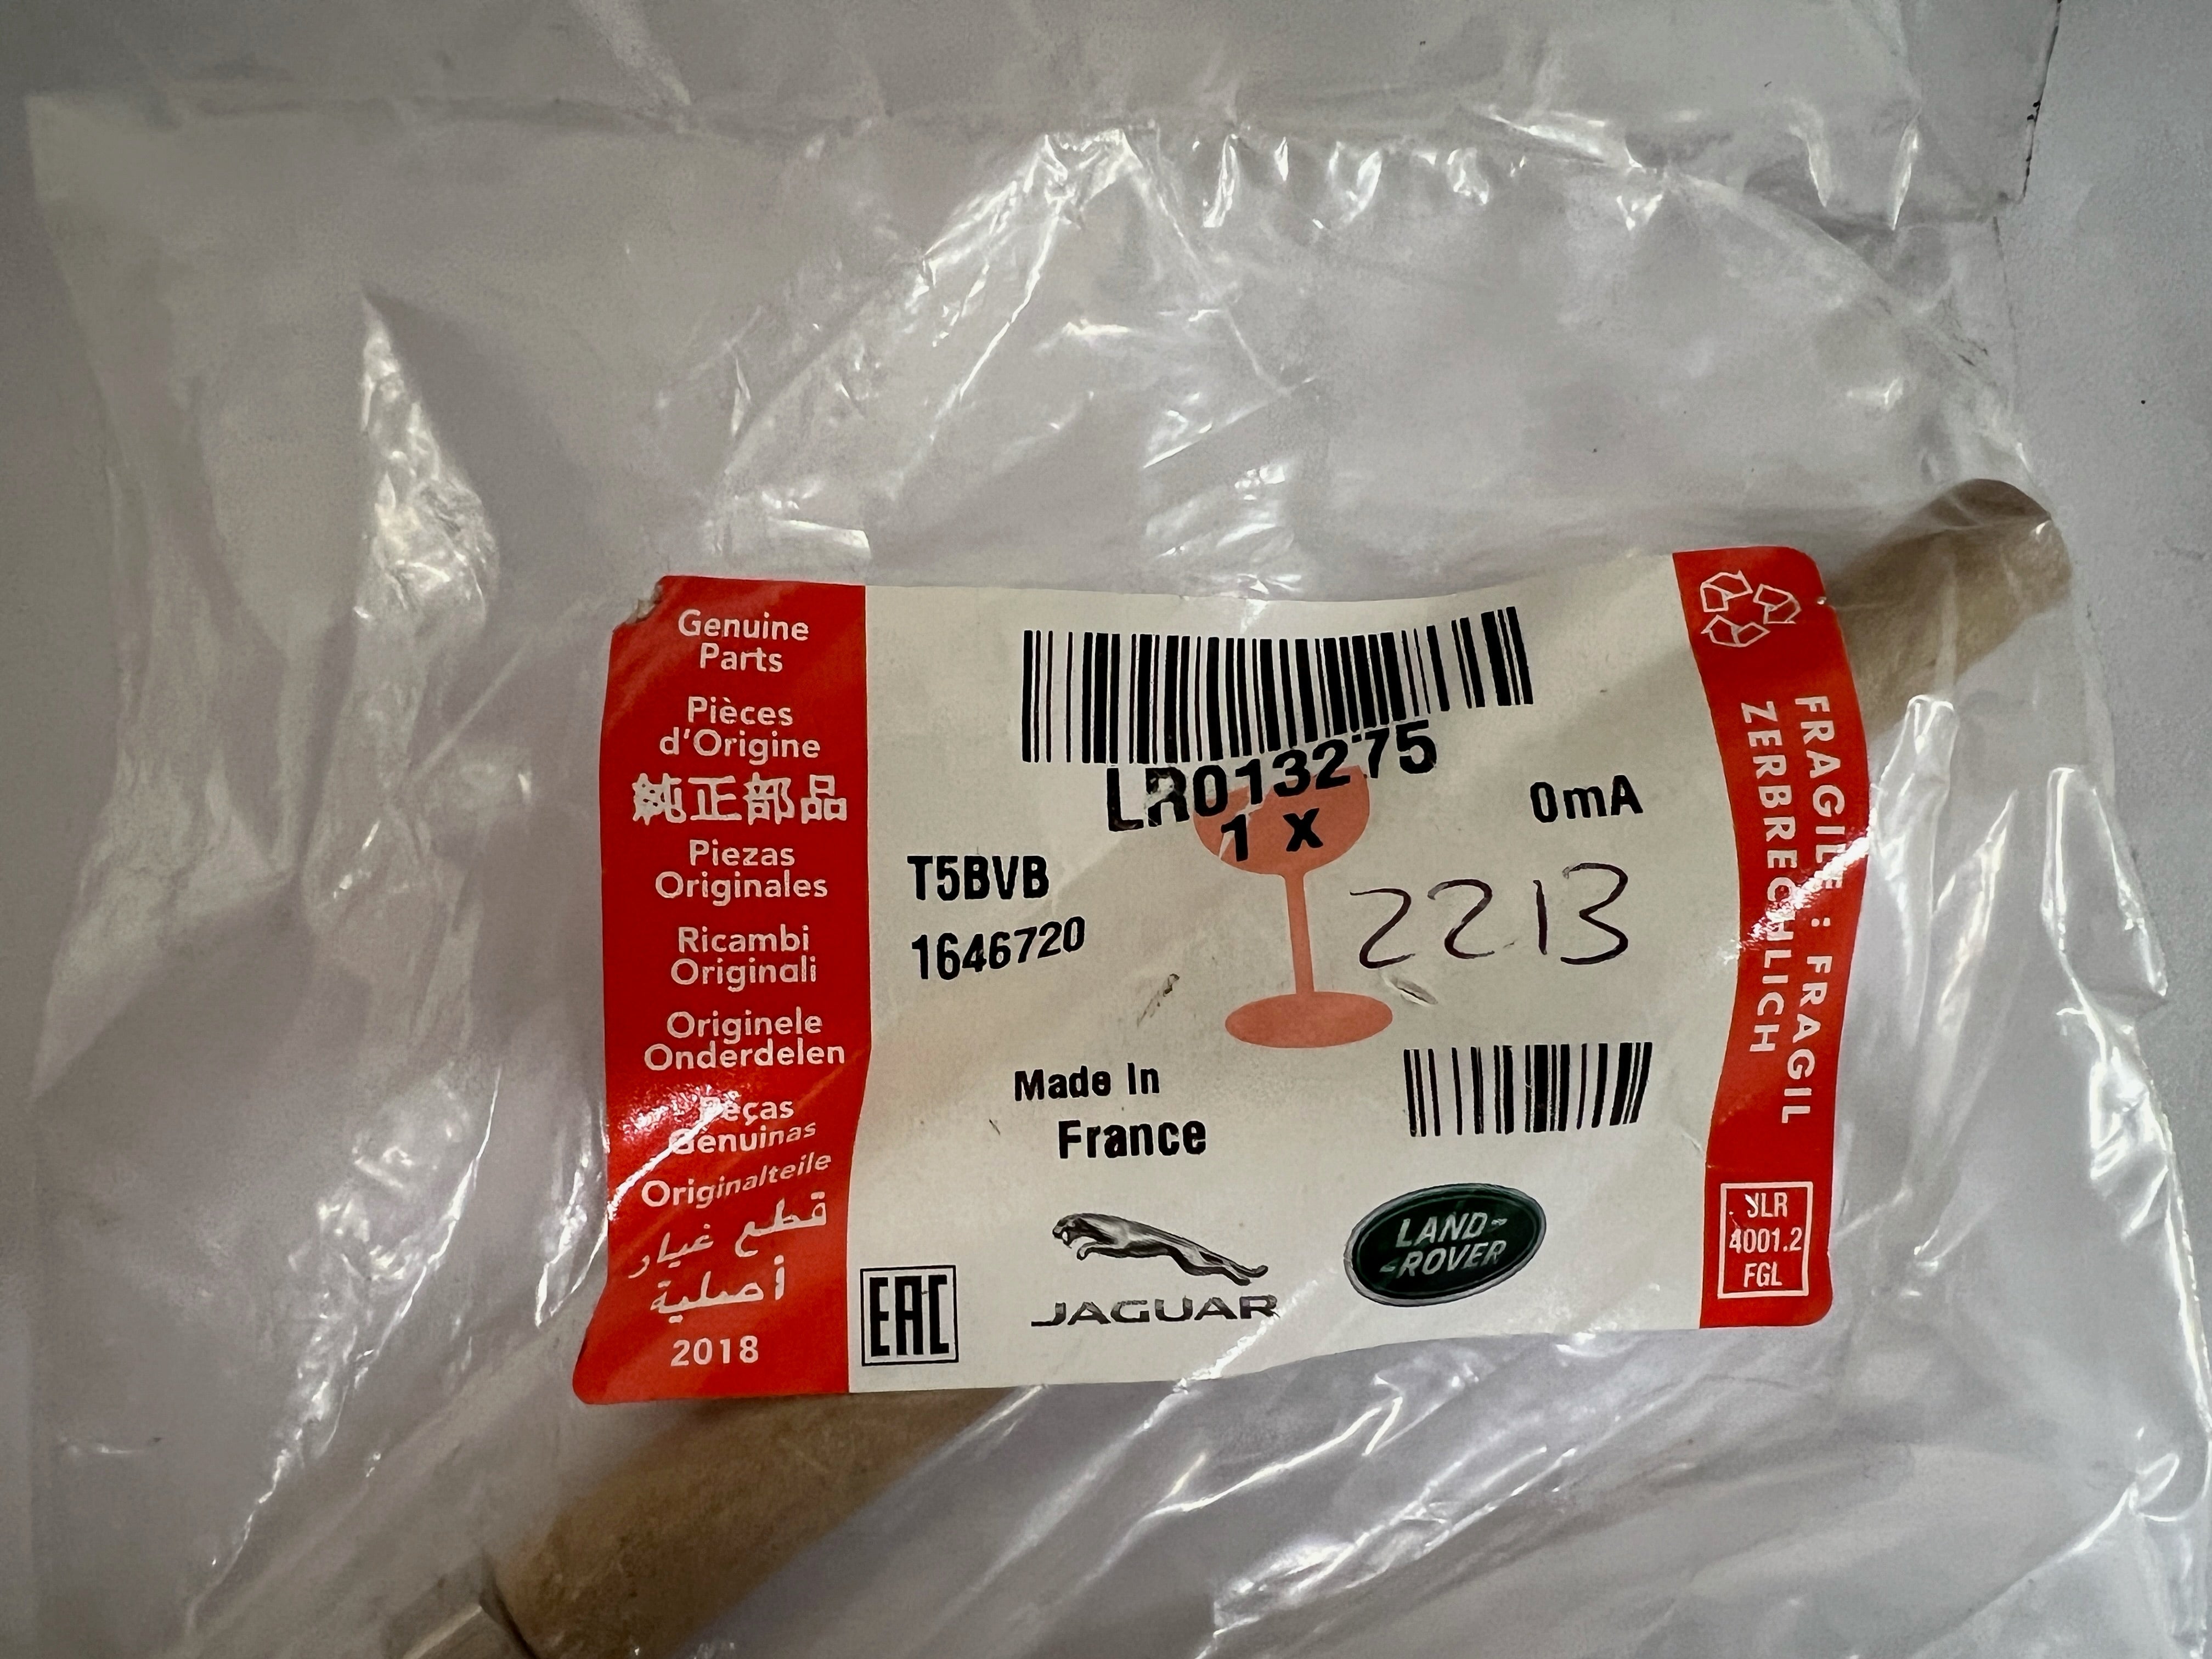 Genuine
Parts
Pièces
d'Origine
純正部品
Piezas
Originales
Ricambi
Originali
Originele
Onderdelen
Peças
Genuinas
Originalteile
قطع غيار
أصلية
2018
LR013275
1 X
0mA
T5BVB
1646720
2213
Made In
France
EAC
JAGUAR
LAND-
-ROVER
FRAGILE : FRAGIL
ZERBRECHLICH
JLR
4001.2
FGL